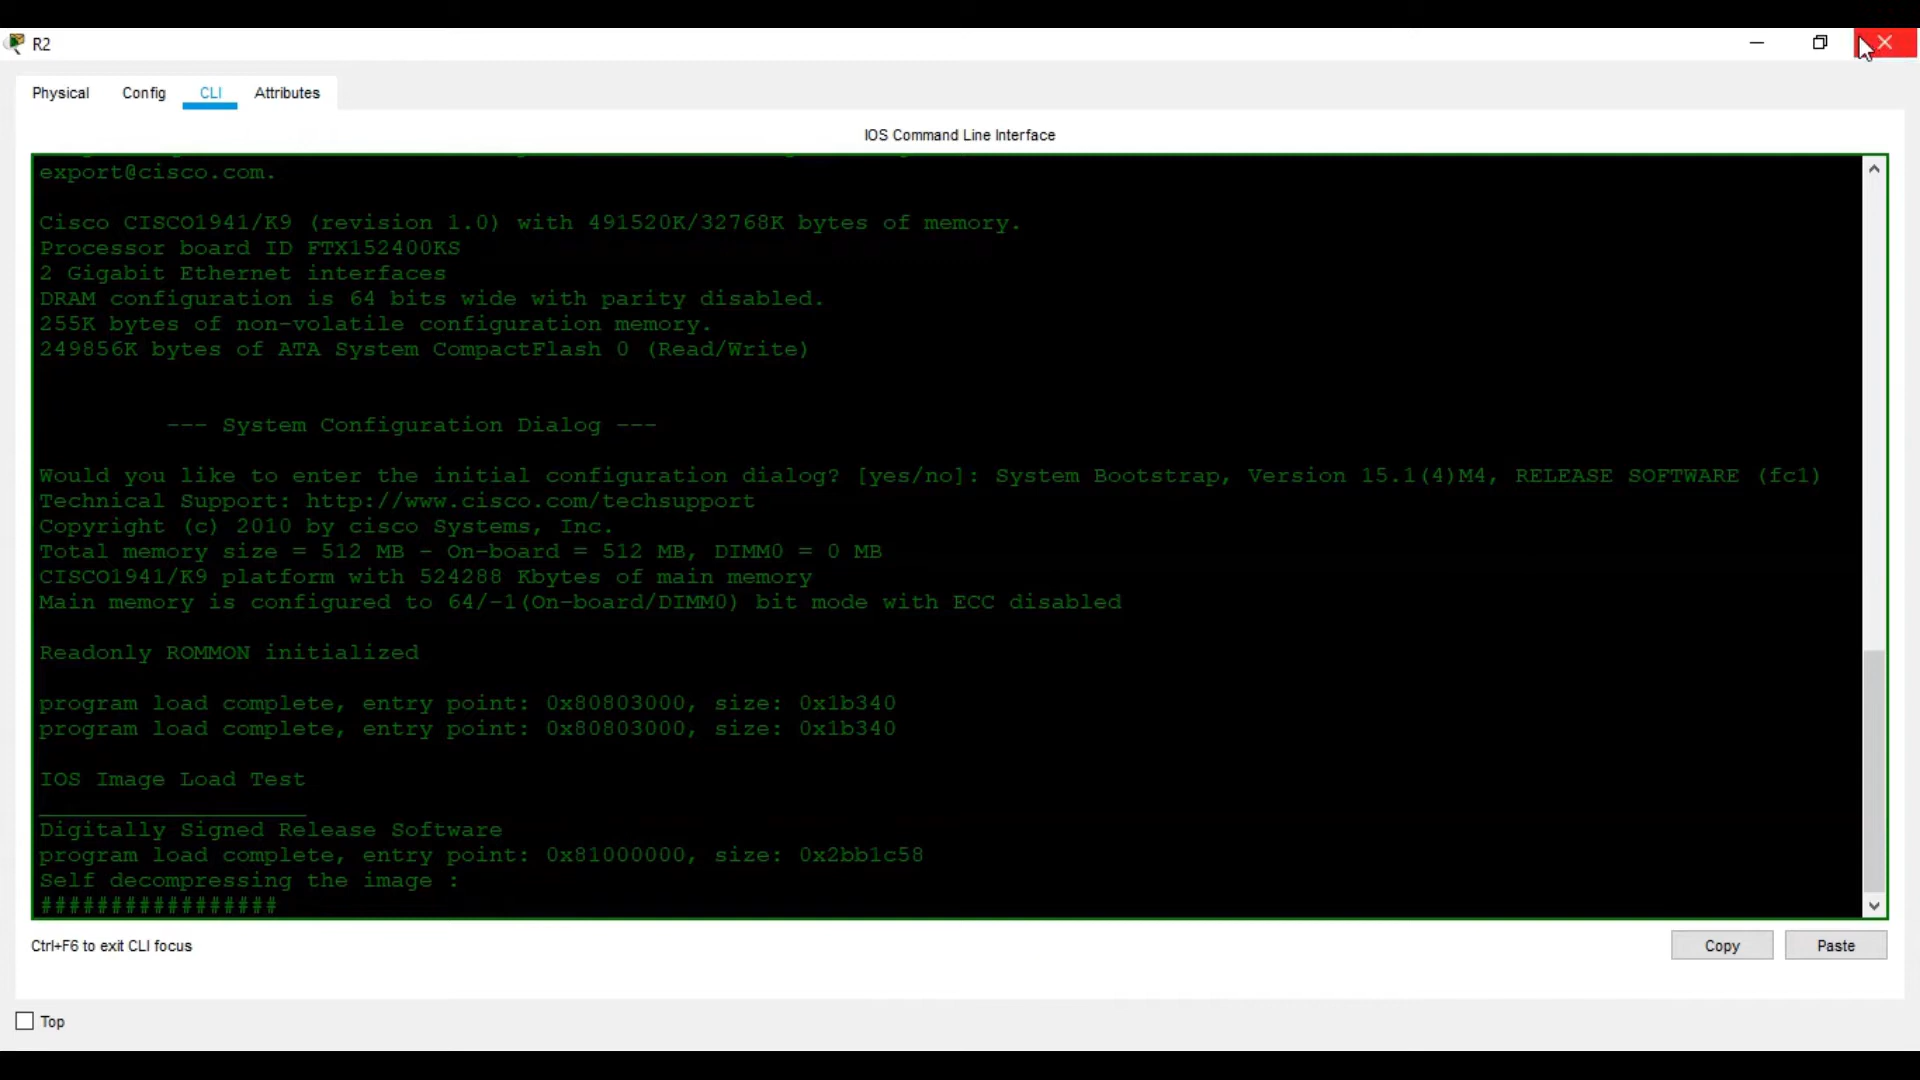 R2
Physical Config CLI Attributes
IOS Command Line Interface
export@cisco.com.
Cisco CISCO1941/K9 (revision 1.0) with 491520K/32768K bytes of memory.
Processor board ID FTX152400KS
2 Gigabit Ethernet interfaces
DRAM configuration is 64 bits wide with parity disabled.
255K bytes of non-volatile configuration memory.
249856K bytes of ATA System CompactFlash 0 (Read/Write)
--- System Configuration Dialog ---
Would you like to enter the initial configuration dialog? [yes/no]: System Bootstrap, Version 15.1(4)M4, RELEASE SOFTWARE (fc1)
Technical Support: http://www.cisco.com/techsupport
Copyright (c) 2010 by cisco Systems, Inc.
Total memory size = 512 MB - On-board = 512 MB, DIMM0 = 0 MB
CISCO1941/K9 platform with 524288 Kbytes of main memory
Main memory is configured to 64/-1(On-board/DIMM0) bit mode with ECC disabled
Readonly ROMMON initialized
program load complete, entry point: 0x80803000, size: 0x1b340
program load complete, entry point: 0x80803000, size: 0x1b340
IOS Image Load Test
___________________
Digitally Signed Release Software
program load complete, entry point: 0x81000000, size: 0x2bb1c58
Self decompressing the image :
#################
Ctrl+F6 to exit CLI focus
Copy Paste
Top